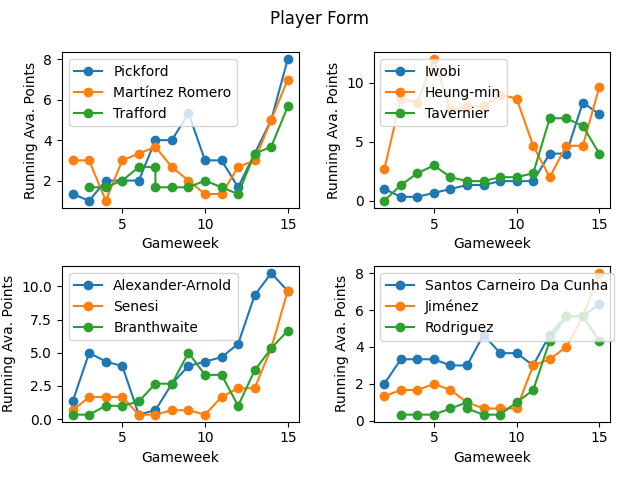 Player Form
Running Ava. Points
8
6
4
2
Pickford
Martínez Romero
Trafford
5
10
15
Gameweek
Running Ava. Points
10
5
0
Iwobi
Heung-min
Tavernier
5
10
15
Gameweek
Running Ava. Points
10.0
7.5
5.0
2.5
0.0
Alexander-Arnold
Senesi
Branthwaite
5
10
15
Gameweek
Running Ava. Points
8
6
4
2
0
Santos Carneiro Da Cunha
Jiménez
Rodriguez
5
10
15
Gameweek